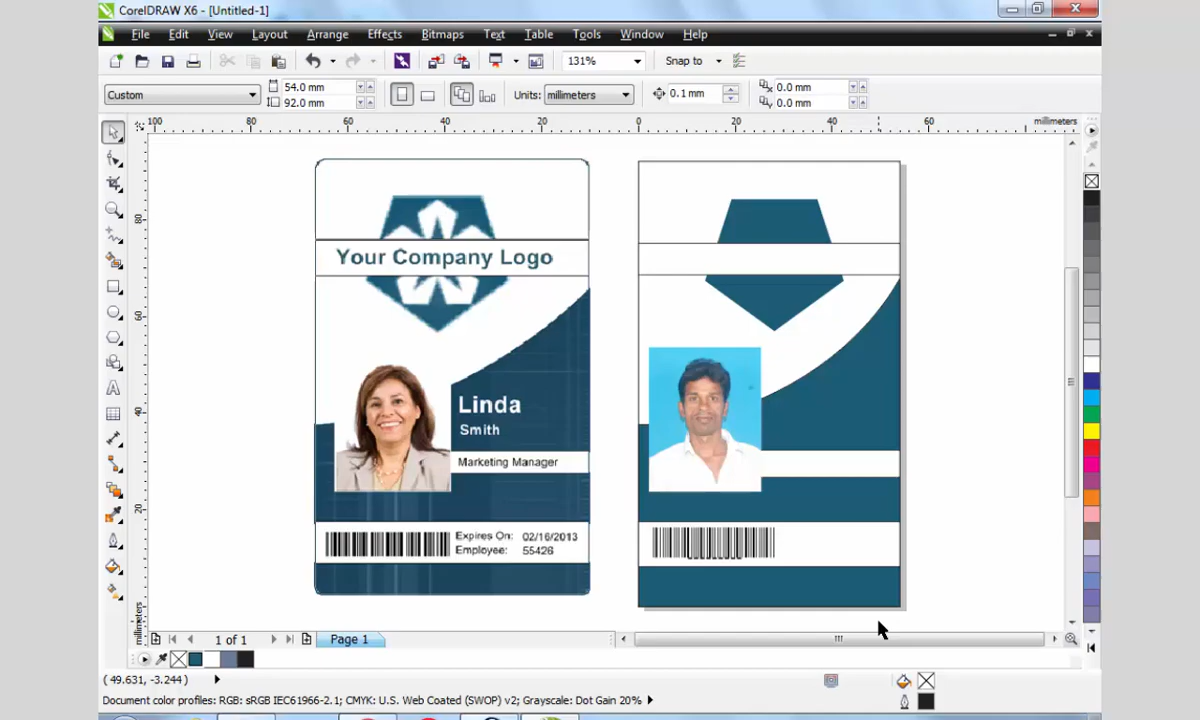 CorelDRAW X6 - [Untitled-1]
File Edit View Layout Arrange Effects Bitmaps Text Table Tools Window Help
131% Snap to
Custom 54.0 mm 92.0 mm Units: millimeters 0.1 mm 0.0 mm 0.0 mm
100 60 40 20 0 20 40 60 millimeters
80
60
40
20
millimeters
Your Company Logo
Linda
Smith
Marketing Manager
Expires On: 02/16/2013
Employee: 55426
1 of 1 Page 1
( 49.631, -3.244 )
Document color profiles: RGB: sRGB IEC61966-2.1; CMYK: U.S. Web Coated (SWOP) v2; Grayscale: Dot Gain 20%